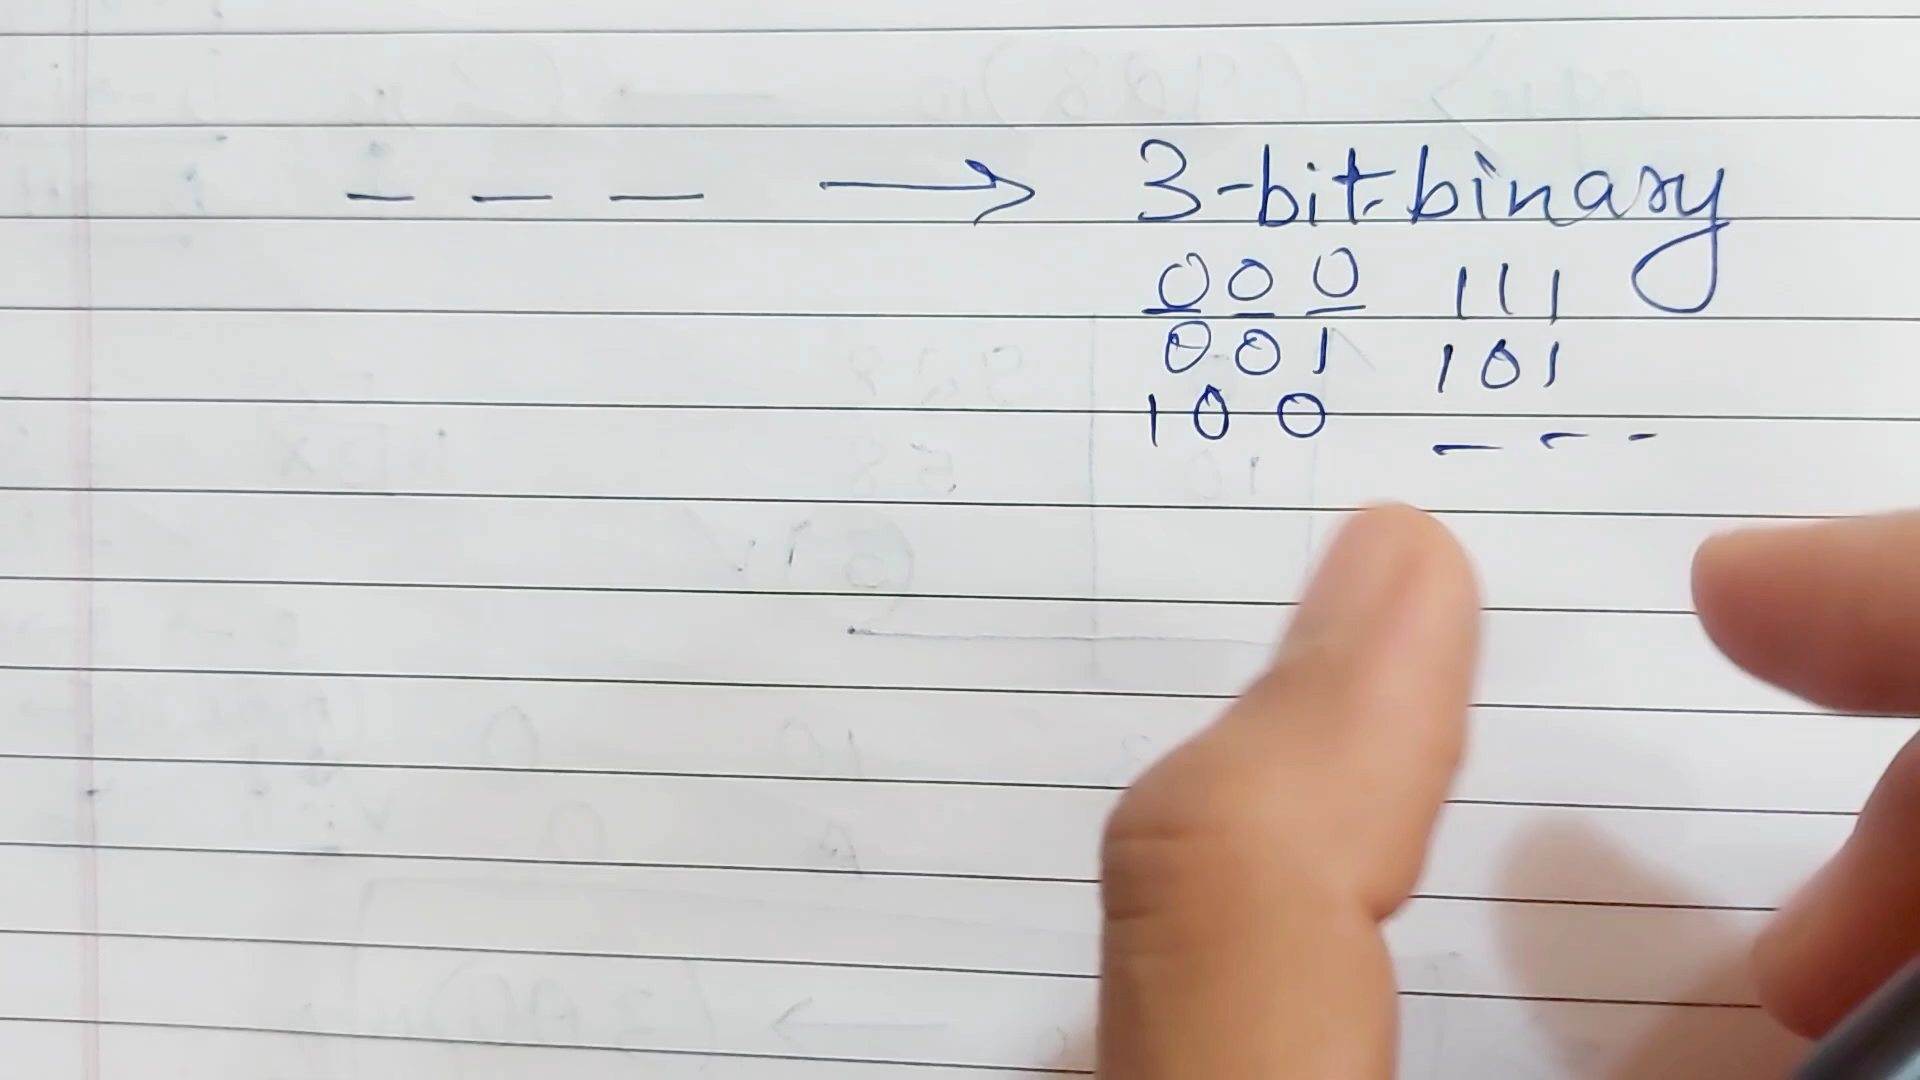 _ _ _ → 3-bit-binary
000 111
001 101
100 _ _ _